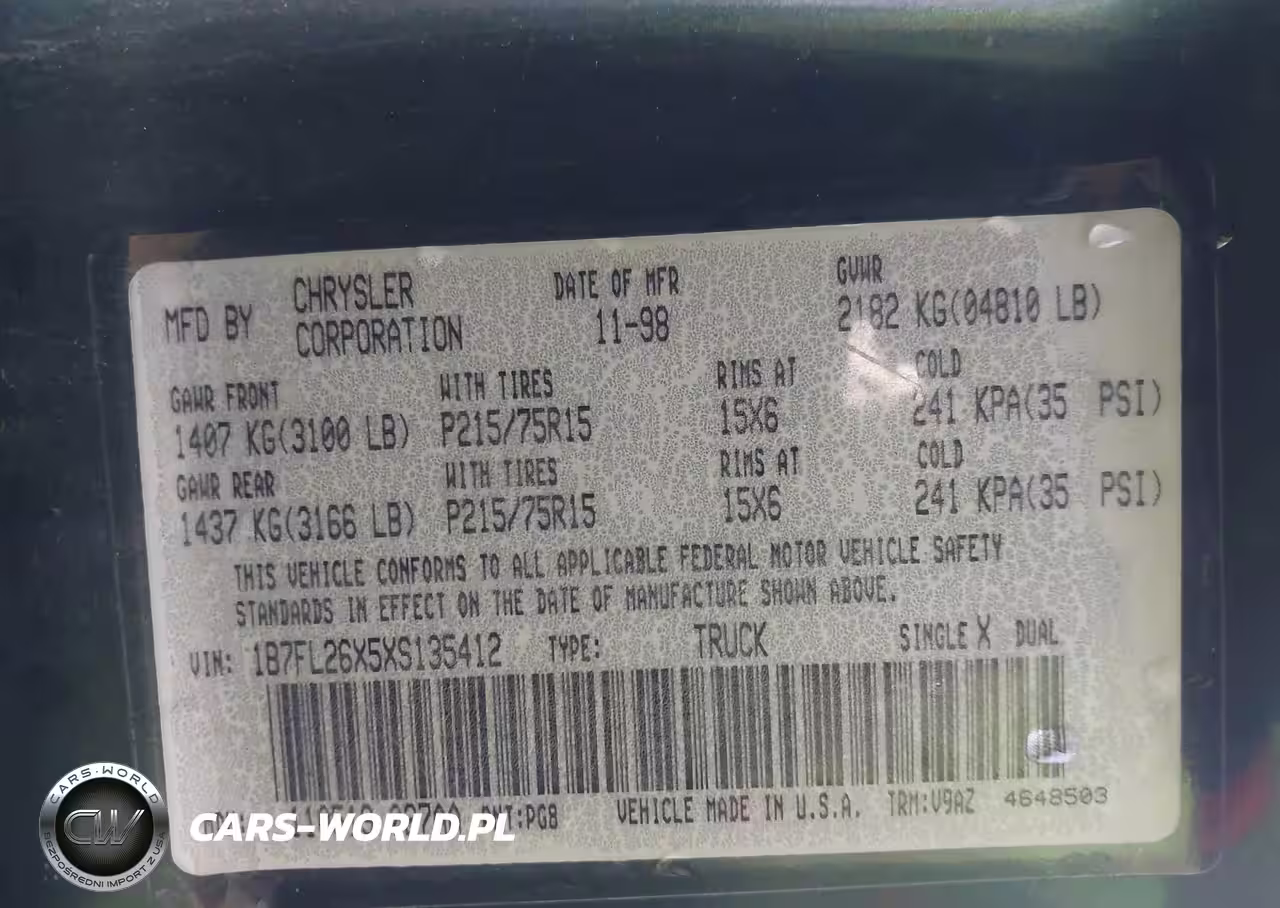 MFD BY CHRYSLER CORPORATION DATE OF MFR 11-98 GVWR 2182 KG(04810 LB)
GAWR FRONT WITH TIRES RIMS AT COLD
1407 KG(3100 LB) P215/75R15 15X6 241 KPA(35 PSI)
GAWR REAR WITH TIRES RIMS AT COLD
1437 KG(3166 LB) P215/75R15 15X6 241 KPA(35 PSI)
THIS VEHICLE CONFORMS TO ALL APPLICABLE FEDERAL MOTOR VEHICLE SAFETY
STANDARDS IN EFFECT ON THE DATE OF MANUFACTURE SHOWN ABOVE.
VIN: 1B7FL26X5XS135412 TYPE: TRUCK SINGLE X DUAL
PNT:PG8 VEHICLE MADE IN U.S.A. TRM:V9AZ 4648503
CARS-WORLD
CW
BEZPOŚREDNI IMPORT Z USA
CARS-WORLD.PL